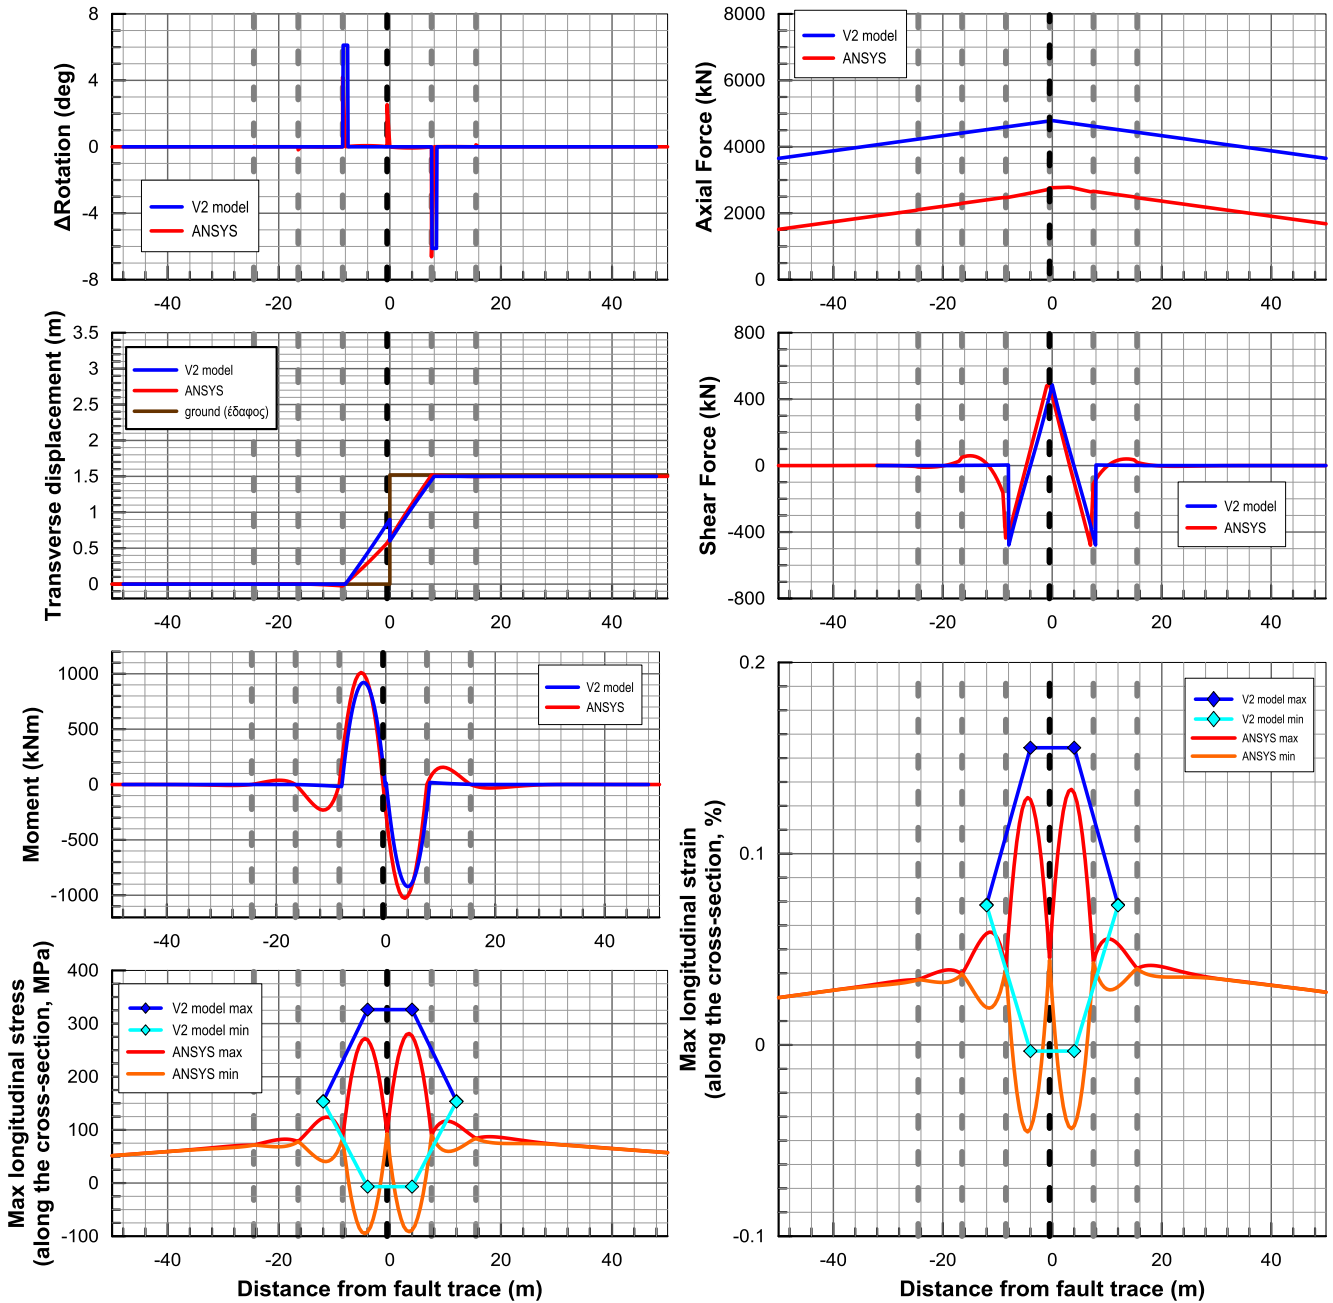 ΔRotation (deg)
8
4
0
-4
-8
V2 model
ANSYS
-40 -20 0 20 40
Axial Force (kN)
8000
6000
4000
2000
0
V2 model
ANSYS
-40 -20 0 20 40
Transverse displacement (m)
3.5
3
2.5
2
1.5
1
0.5
0
V2 model
ANSYS
ground (έδαφος)
-40 -20 0 20 40
Shear Force (kN)
800
400
0
-400
-800
V2 model
ANSYS
-40 -20 0 20 40
Moment (kNm)
1000
500
0
-500
-1000
V2 model
ANSYS
-40 -20 0 20 40
Max longitudinal stress
(along the cross-section, MPa)
400
300
200
100
0
-100
V2 model max
V2 model min
ANSYS max
ANSYS min
-40 -20 0 20 40
Distance from fault trace (m)
Max longitudinal strain
(along the cross-section, %)
0.2
0.1
0
-0.1
V2 model max
V2 model min
ANSYS max
ANSYS min
-40 -20 0 20 40
Distance from fault trace (m)